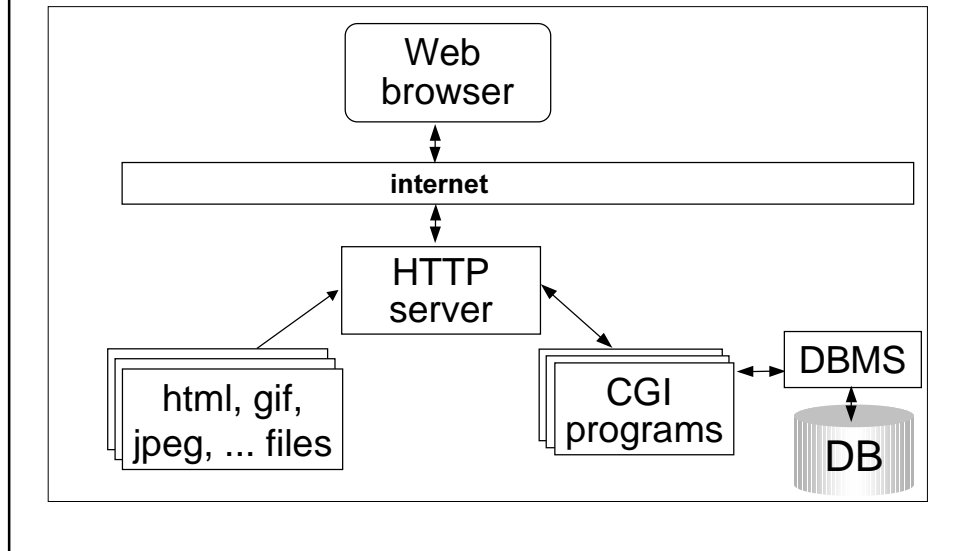 Web
browser
internet
HTTP
server
html, gif,
jpeg, ... files
CGI
programs
DBMS
DB